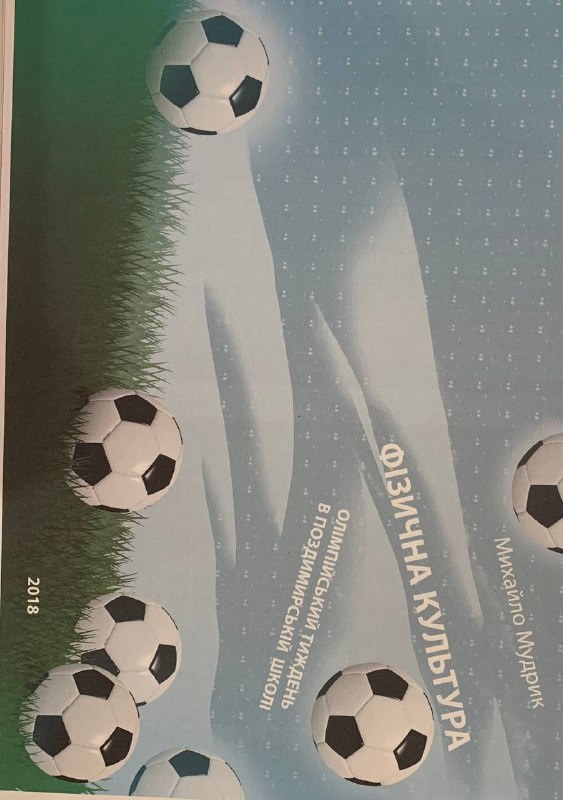 Михайло Мудрик
ФІЗИЧНА КУЛЬТУРА
ОЛІМПІЙСЬКИЙ ТИЖДЕНЬ
В ПОЗДИМИРСЬКІЙ ШКОЛІ
2018